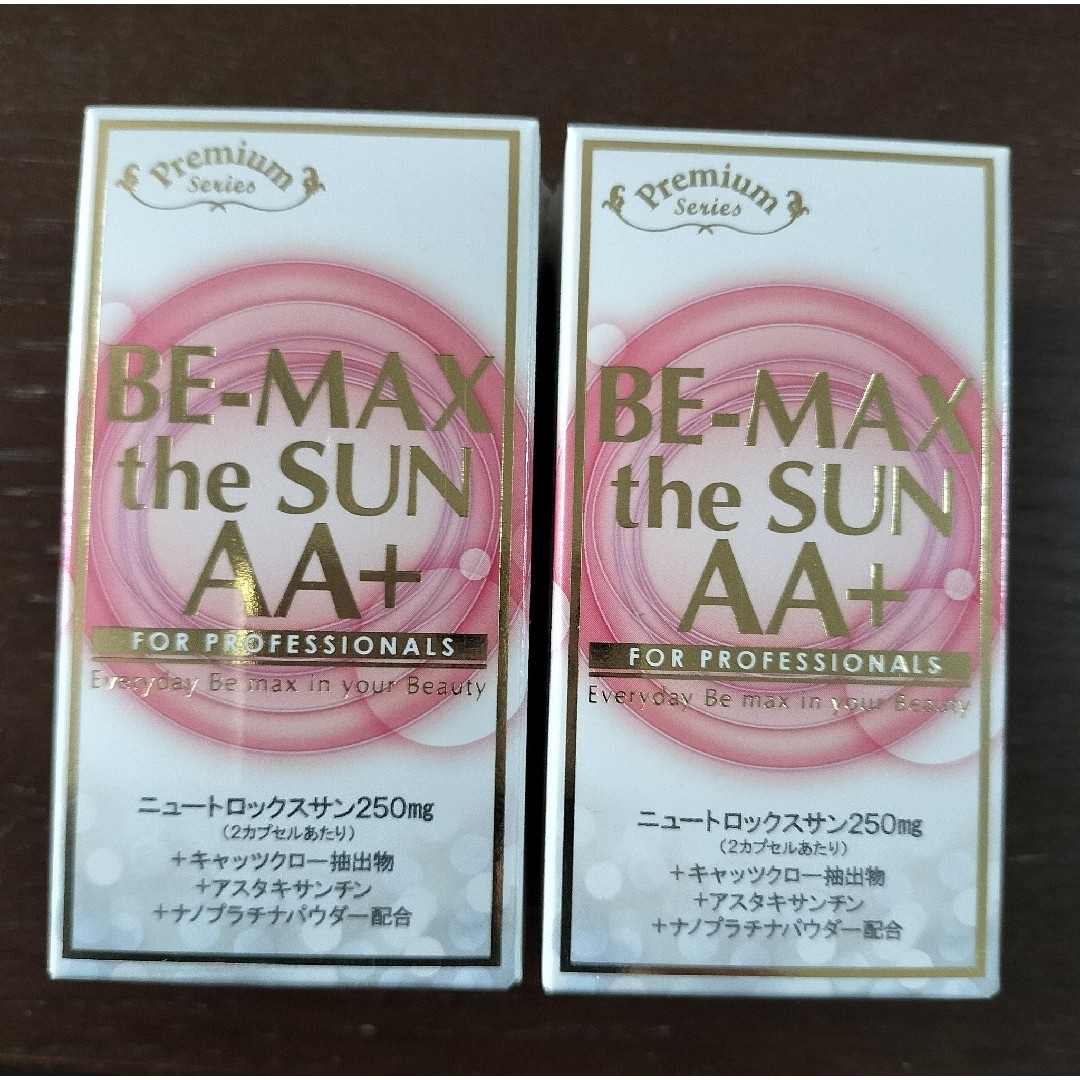 Premium
Series
BE-MAX
the SUN
AA+
FOR PROFESSIONALS
Everyday Be max in your Beauty
ニュートロックスサン250mg
(2カプセルあたり)
+キャッツクロー抽出物
+アスタキサンチン
+ナノプラチナパウダー配合
Premium
Series
BE-MAX
the SUN
AA+
FOR PROFESSIONALS
Everyday Be max in your Beauty
ニュートロックスサン250mg
(2カプセルあたり)
+キャッツクロー抽出物
+アスタキサンチン
+ナノプラチナパウダー配合